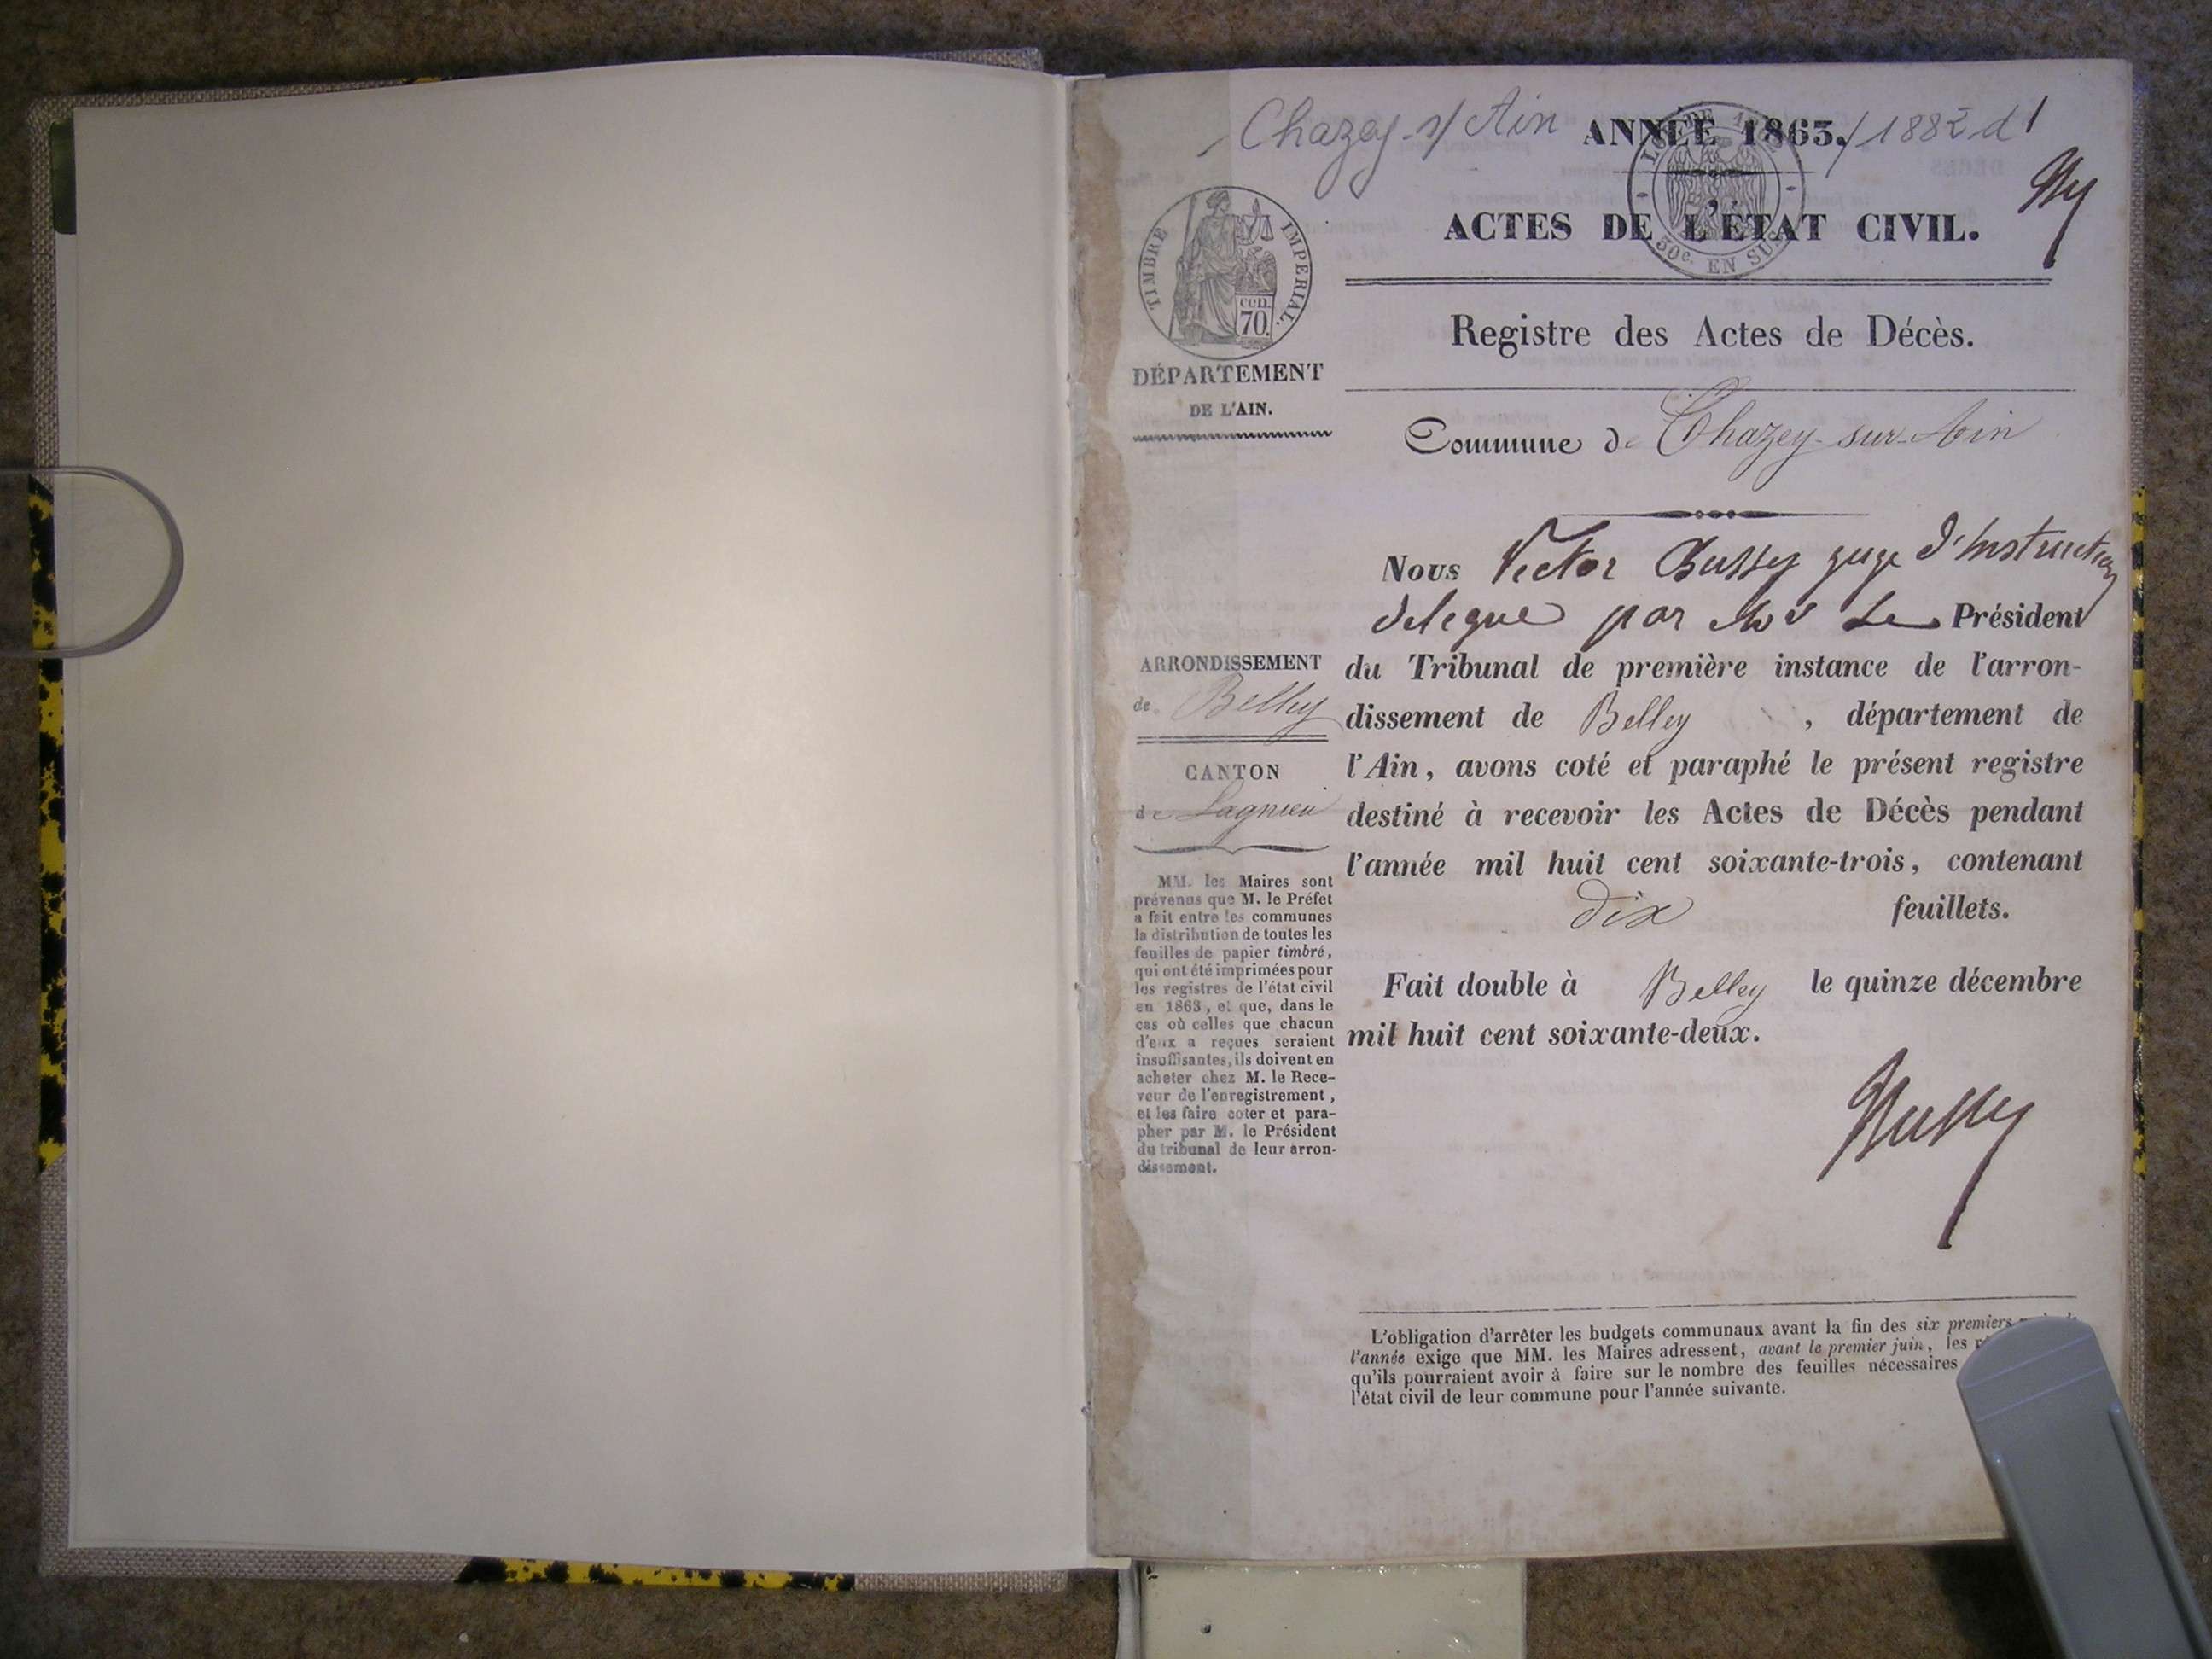 Chazey s/ Ain ANNÉE 1863. / 1882 d 1
ACTES DE L'ÉTAT CIVIL.
TIMBRE IMPERIAL.
cen.
70.
50c. EN SUS
Registre des Actes de Décès.
DÉPARTEMENT
DE L'AIN.
Commune de Chazey-sur-Ain
Nous Victor Bussy juge d'Instruction
delegué par Mr Le Président
ARRONDISSEMENT
de Belley
du Tribunal de première instance de l'arron-
dissement de Belley , département de
l'Ain, avons coté et paraphé le présent registre
destiné à recevoir les Actes de Décès pendant
l'année mil huit cent soixante-trois, contenant
dix feuillets.
CANTON
de Lagnieu
MM. les Maires sont
prévenus que M. le Préfet
a fait entre les communes
la distribution de toutes les
feuilles de papier timbré,
qui ont été imprimées pour
les registres de l'état civil
en 1863, et que, dans le
cas où celles que chacun
d'eux a reçues seraient
insuffisantes, ils doivent en
acheter chez M. le Rece-
veur de l'enregistrement,
et les faire coter et para-
pher par M. le Président
du tribunal de leur arron-
dissement.
Fait double à Belley le quinze décembre
mil huit cent soixante-deux.
Bussy
L'obligation d'arrêter les budgets communaux avant la fin des six premiers
l'année exige que MM. les Maires adressent, avant le premier juin, les
qu'ils pourraient avoir à faire sur le nombre des feuilles nécessaires
l'état civil de leur commune pour l'année suivante.